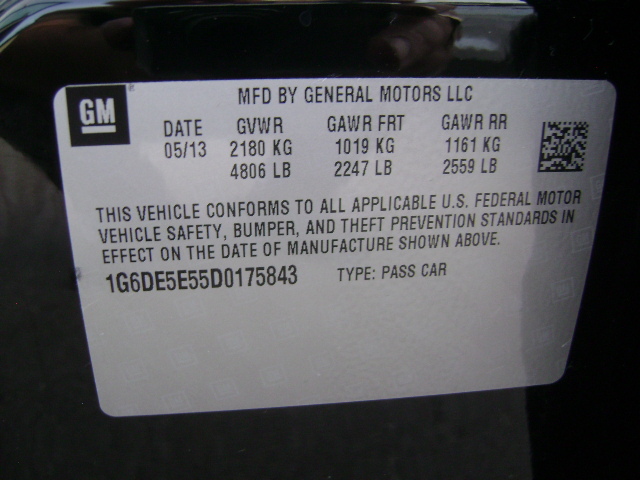 GM
MFD BY GENERAL MOTORS LLC
DATE GVWR GAWR FRT GAWR RR
05/13 2180 KG 1019 KG 1161 KG
4806 LB 2247 LB 2559 LB
THIS VEHICLE CONFORMS TO ALL APPLICABLE U.S. FEDERAL MOTOR
VEHICLE SAFETY, BUMPER, AND THEFT PREVENTION STANDARDS IN
EFFECT ON THE DATE OF MANUFACTURE SHOWN ABOVE.
1G6DE5E55D0175843 TYPE: PASS CAR